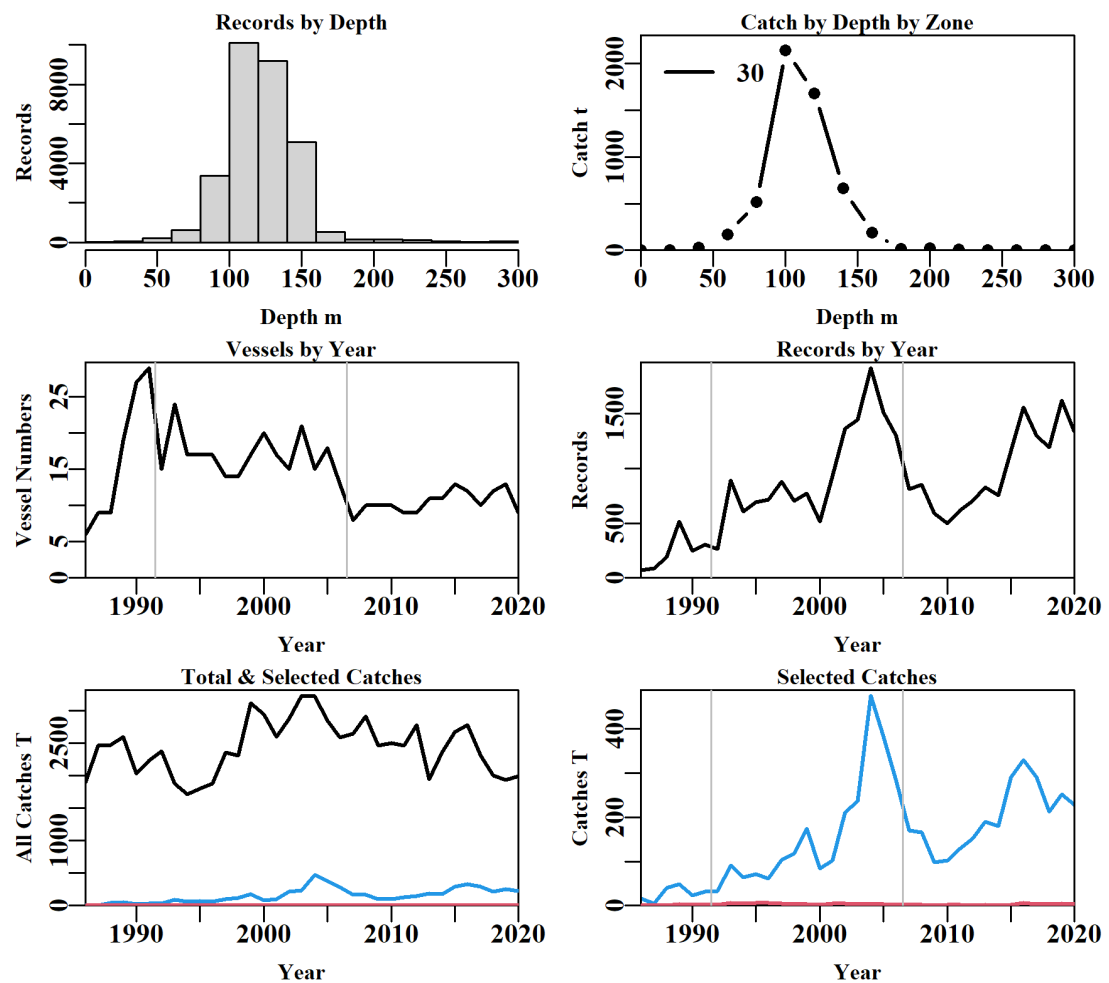 Records by Depth
Records
0 4000 8000
0 50 100 150 200 250 300
Depth m
Catch by Depth by Zone
30
Catch t
0 1000 2000
0 50 100 150 200 250 300
Depth m
Vessels by Year
Vessel Numbers
0 5 15 25
1990 2000 2010 2020
Year
Records by Year
Records
0 500 1500
1990 2000 2010 2020
Year
Total & Selected Catches
All Catches T
0 1000 2500
1990 2000 2010 2020
Year
Selected Catches
Catches T
0 200 400
1990 2000 2010 2020
Year